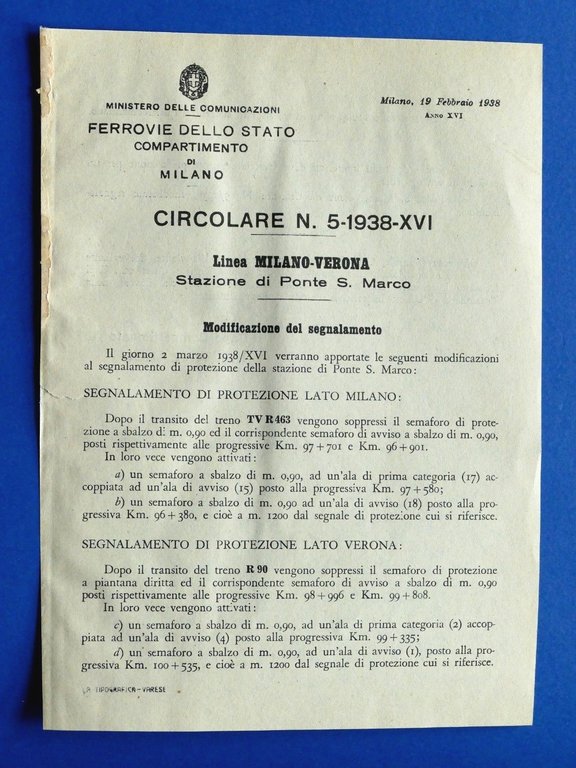 MINISTERO DELLE COMUNICAZIONI
FERROVIE DELLO STATO
COMPARTIMENTO
DI
MILANO
Milano, 19 Febbraio 1938
ANNO XVI
CIRCOLARE N. 5-1938-XVI
Linea MILANO-VERONA
Stazione di Ponte S. Marco
Modificazione del segnalamento
Il giorno 2 marzo 1938/XVI verranno apportate le seguenti modificazioni
al segnalamento di protezione della stazione di Ponte S. Marco:
SEGNALAMENTO DI PROTEZIONE LATO MILANO:
Dopo il transito del treno TV R463 vengono soppressi il semaforo di prote-
zione a sbalzo di m. 0,90 ed il corrispondente semaforo di avviso a sbalzo di m. 0,90,
posti rispettivamente alle progressive Km. 97+701 e Km. 96+901.
In loro vece vengono attivati:
a) un semaforo a sbalzo di m. 0,90, ad un'ala di prima categoria (17) ac-
coppiata ad un'ala di avviso (15) posto alla progressiva Km. 97+580;
b) un semaforo a sbalzo di m. 0,90 ad un'ala di avviso (18) posto alla pro-
gressiva Km. 96+380, e cioè a m. 1200 dal segnale di protezione cui si riferisce.
SEGNALAMENTO DI PROTEZIONE LATO VERONA:
Dopo il transito del treno R 90 vengono soppressi il semaforo di protezione
a piantana diritta ed il corrispondente semaforo di avviso a sbalzo di m. 0,90
posti rispettivamente alle progressive Km. 98+996 e Km. 99+808.
In loro vece vengono attivati:
c) un semaforo a sbalzo di m. 0,90, ad un'ala di prima categoria (2) accop-
piata ad un'ala di avviso (4) posto alla progressiva Km. 99+335;
d) un semaforo a sbalzo di m. 0,90, ad un'ala di avviso (1), posto alla pro-
gressiva Km. 100+535, e cioè a m. 1200 dal segnale di protezione cui si riferisce.
LA TIPOGRAFICA-VARESE